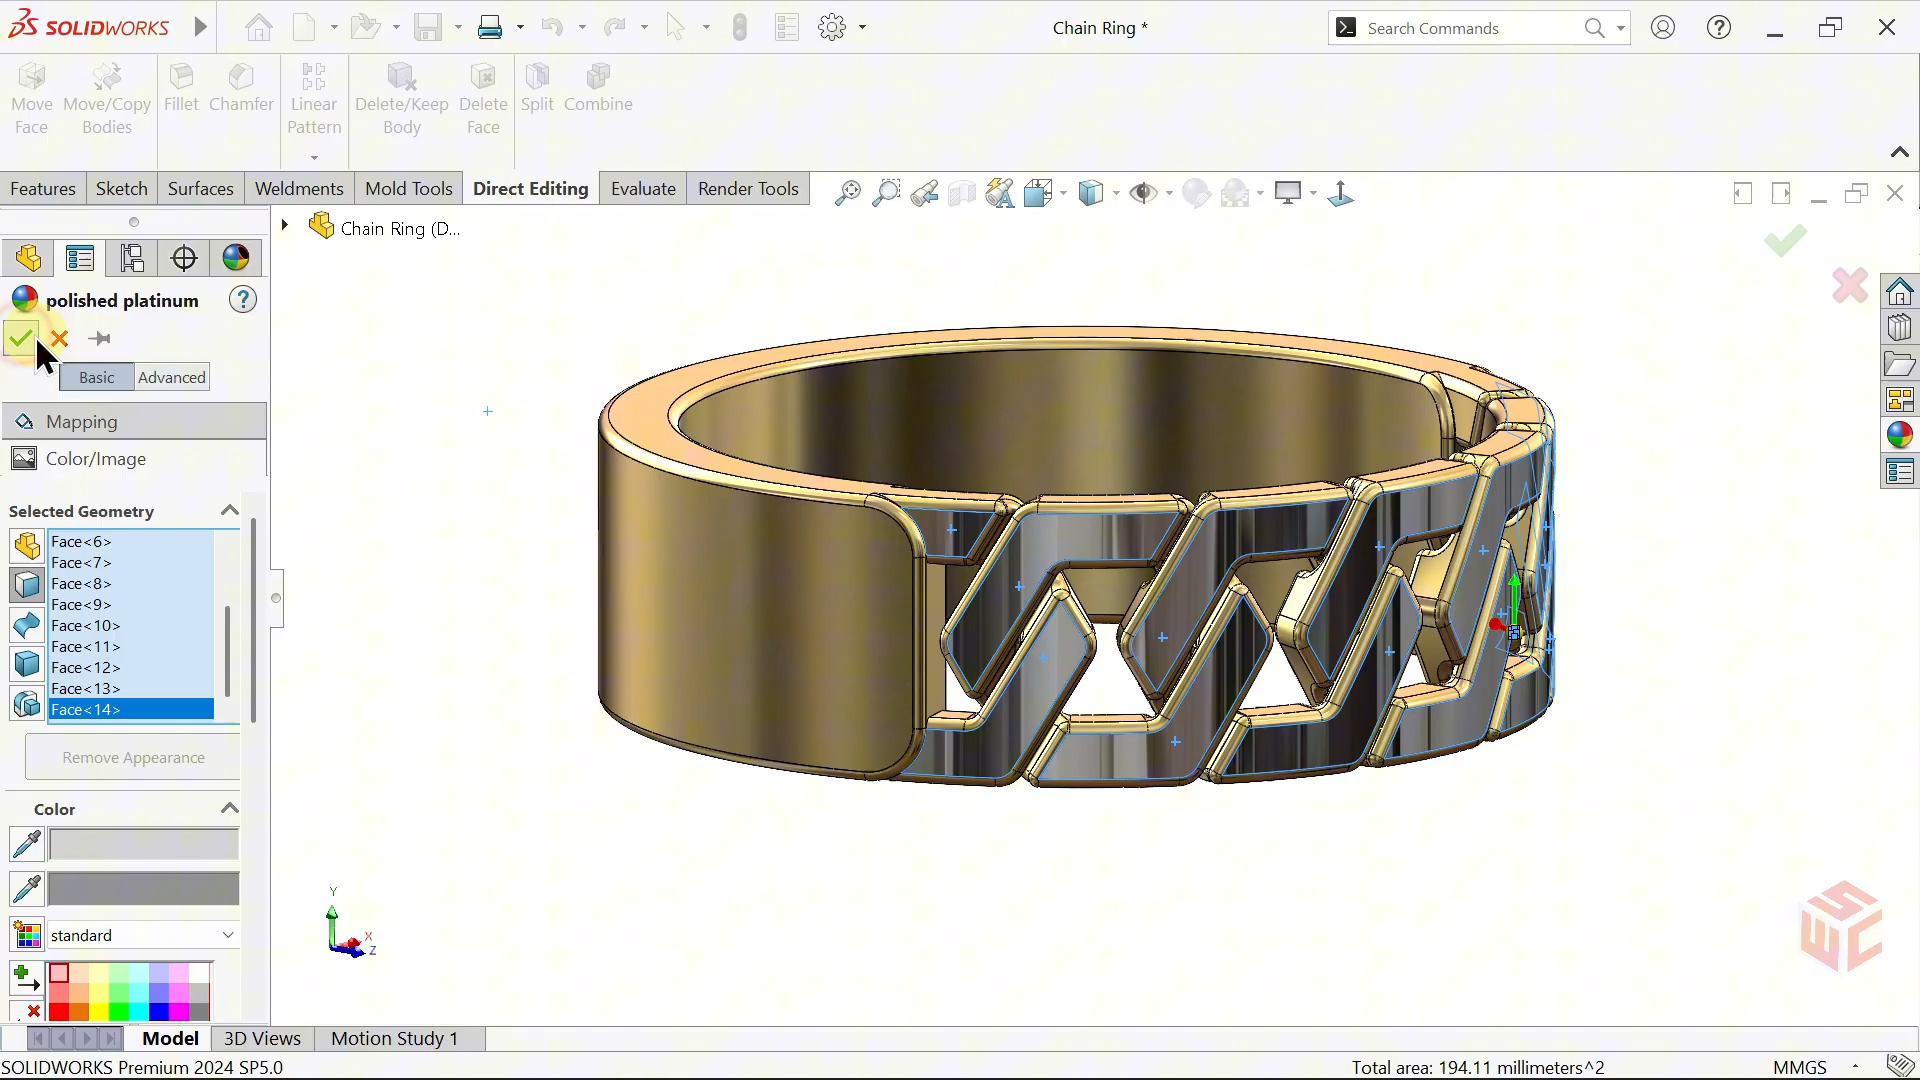 SOLIDWORKS
Chain Ring *
Search Commands
Move Face
Move/Copy Bodies
Fillet
Chamfer
Linear Pattern
Delete/Keep Body
Delete Face
Split
Combine
Features
Sketch
Surfaces
Weldments
Mold Tools
Direct Editing
Evaluate
Render Tools
Chain Ring (D...
polished platinum
Basic
Advanced
Mapping
Color/Image
Selected Geometry
Face<6>
Face<7>
Face<8>
Face<9>
Face<10>
Face<11>
Face<12>
Face<13>
Face<14>
Remove Appearance
Color
standard
Y
X
Z
SWC
Model
3D Views
Motion Study 1
SOLIDWORKS Premium 2024 SP5.0
Total area: 194.11 millimeters^2
MMGS